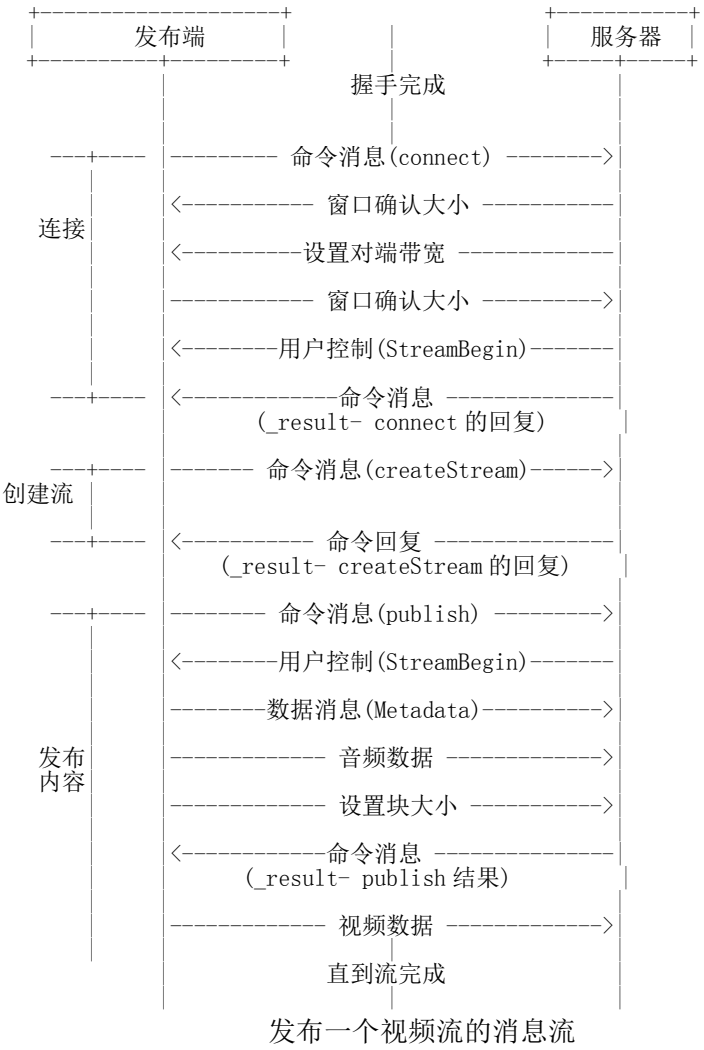 发布端 服务器
握手完成
命令消息(connect)
窗口确认大小
连接
设置对端带宽
窗口确认大小
用户控制(StreamBegin)
命令消息
(_result- connect 的回复)
命令消息(createStream)
创建流
命令回复
(_result- createStream 的回复)
命令消息(publish)
用户控制(StreamBegin)
数据消息(Metadata)
发布 音频数据
内容
设置块大小
命令消息
(_result- publish 结果)
视频数据
直到流完成
发布一个视频流的消息流